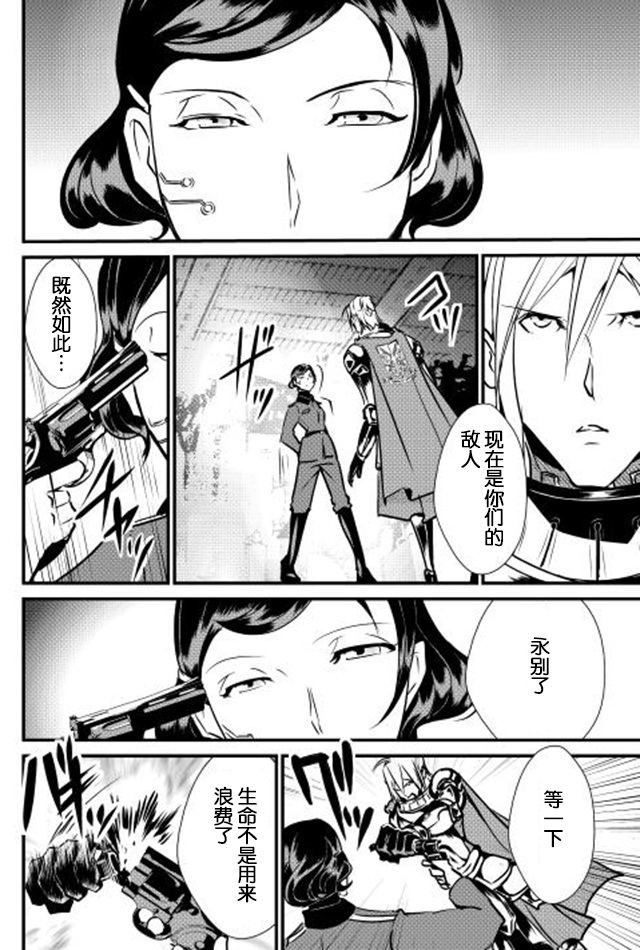 现在是你们的
敌人
既然如此…
永别了
等一下
生命不是用来
浪费了